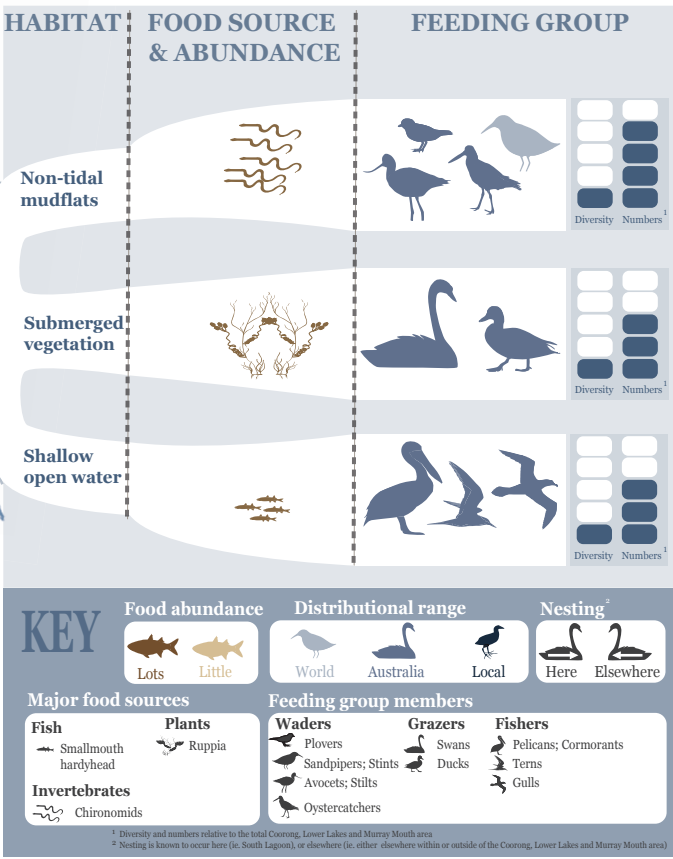 HABITAT
FOOD SOURCE
& ABUNDANCE
FEEDING GROUP
Non-tidal
mudflats
Diversity Numbers 1
Submerged
vegetation
Diversity Numbers 1
Shallow
open water
Diversity Numbers 1
KEY
Food abundance
Lots Little
Distributional range
World Australia Local
Nesting 2
Here Elsewhere
Major food sources
Fish
Smallmouth
hardyhead
Plants
Ruppia
Invertebrates
Chironomids
Feeding group members
Waders
Plovers
Sandpipers; Stints
Avocets; Stilts
Oystercatchers
Grazers
Swans
Ducks
Fishers
Pelicans; Cormorants
Terns
Gulls
1 Diversity and numbers relative to the total Coorong, Lower Lakes and Murray Mouth area
2 Nesting is known to occur here (ie. South Lagoon), or elsewhere (ie. either elsewhere within or outside of the Coorong, Lower Lakes and Murray Mouth area)